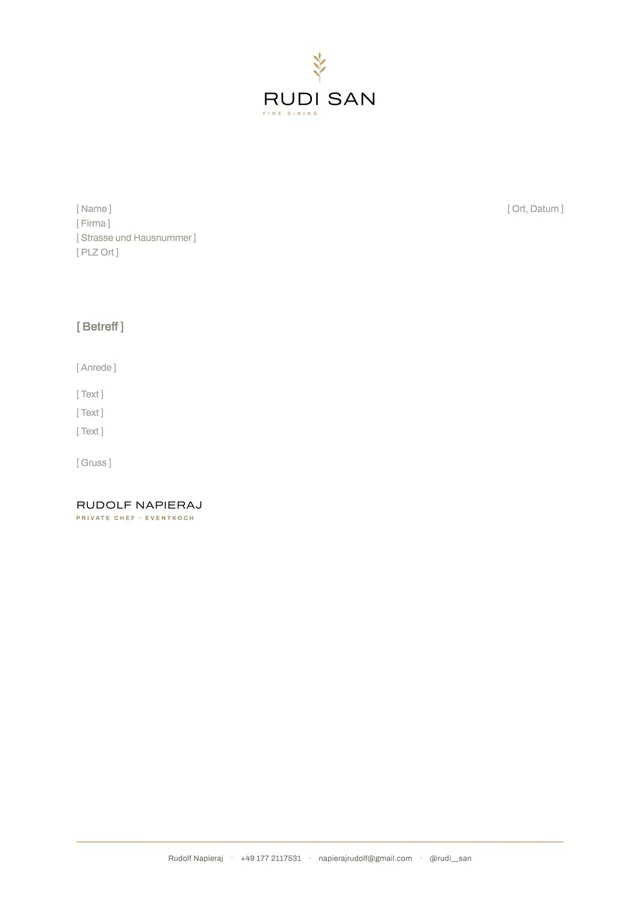 RUDI SAN
FINE DINING
[ Name ]
[ Ort, Datum ]
[ Firma ]
[ Strasse und Hausnummer ]
[ PLZ Ort ]
[ Betreff ]
[ Anrede ]
[ Text ]
[ Text ]
[ Text ]
[ Gruss ]
RUDOLF NAPIERAJ
PRIVATE CHEF · EVENTKOCH
Rudolf Napieraj · +49 177 2117531 · napierajrudolf@gmail.com · @rudi__san